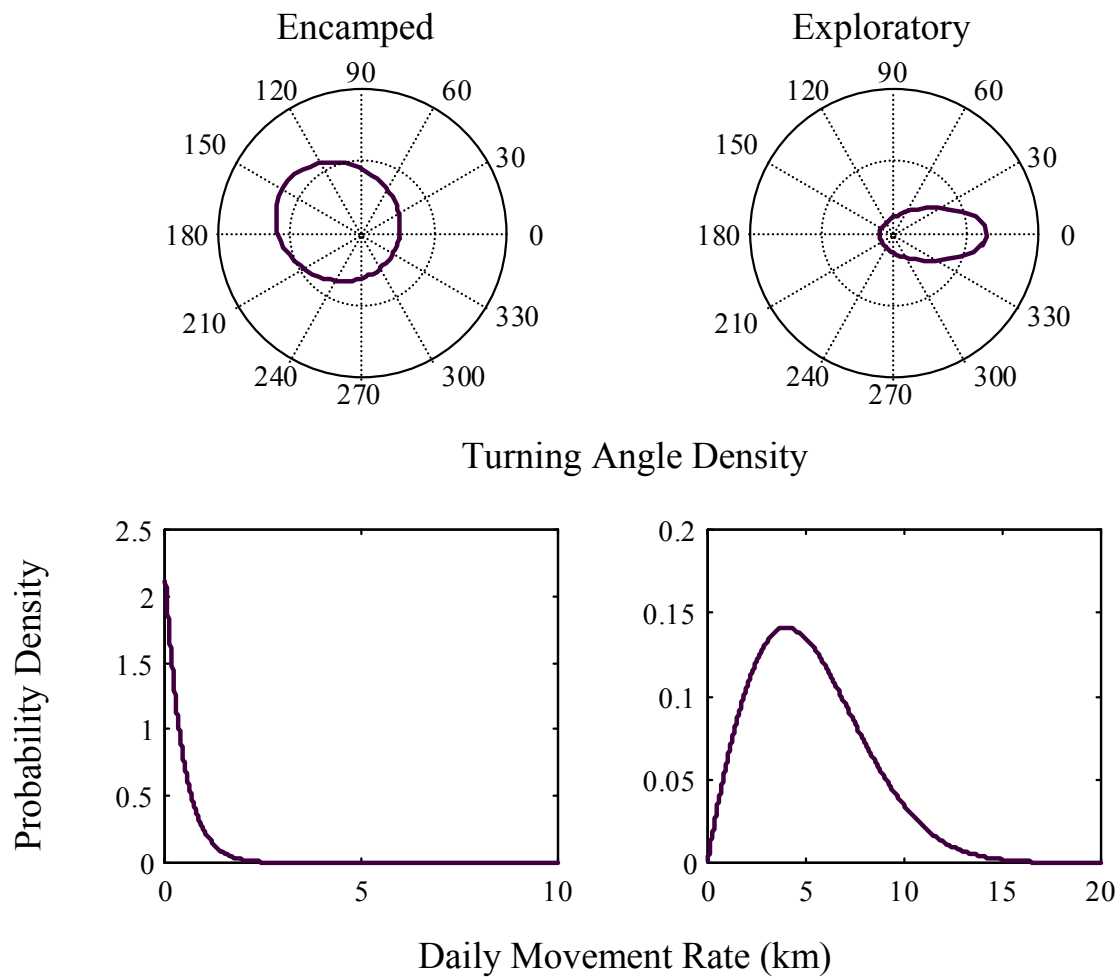 Encamped Exploratory
90 90
120 60 120 60
150 30 150 30
180 0 180 0
210 330 210 330
240 300 240 300
270 270
Turning Angle Density
Probability Density
2.5 0.2
2 0.15
1.5 0.1
1 0.05
0.5 0
0
0 5 10 0 5 10 15 20
Daily Movement Rate (km)